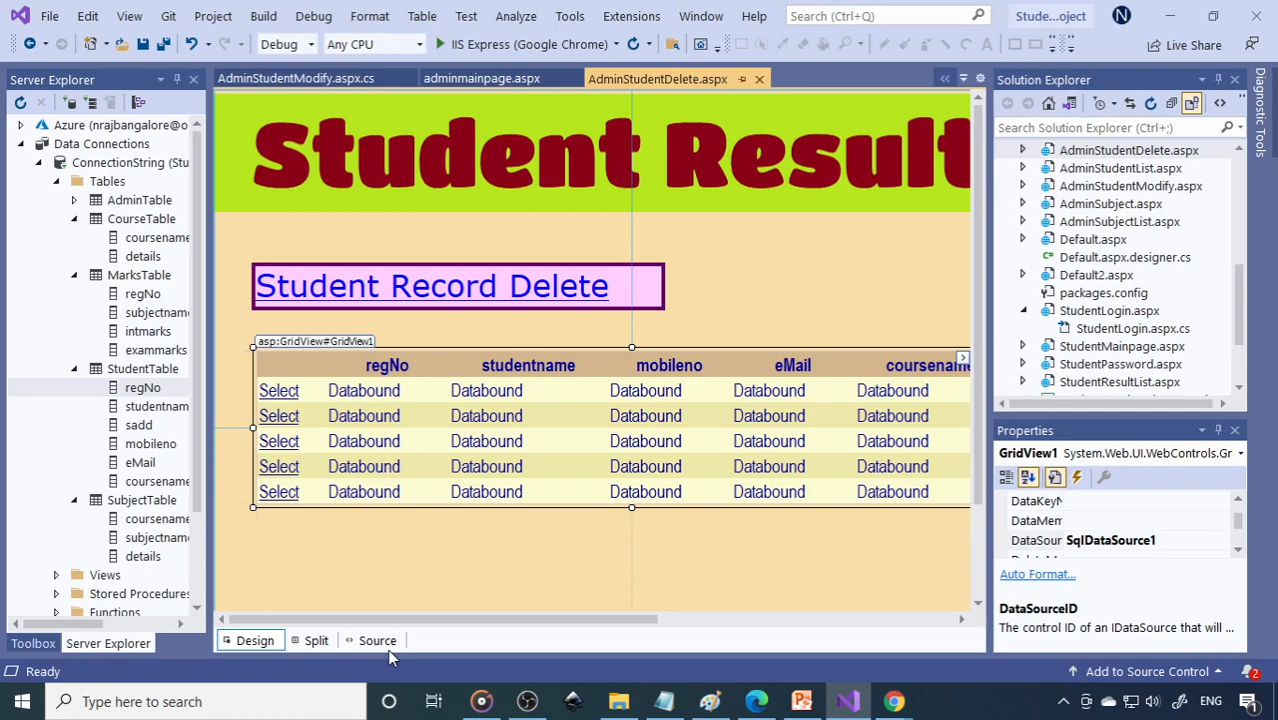 File Edit View Git Project Build Debug Format Table Test Analyze Tools Extensions Window Help Search (Ctrl+Q) Stude...oject N
Debug Any CPU IIS Express (Google Chrome) Live Share
Server Explorer
Azure (nrajbangalore@o
Data Connections
ConnectionString (Stu
Tables
AdminTable
CourseTable
coursename
details
MarksTable
regNo
subjectname
intmarks
exammarks
StudentTable
regNo
studentname
sadd
mobileno
eMail
coursename
SubjectTable
coursename
subjectname
details
Views
Stored Procedures
Functions
Toolbox Server Explorer
AdminStudentModify.aspx.cs adminmainpage.aspx AdminStudentDelete.aspx
Student Result
Student Record Delete
asp:GridView#GridView1
regNo studentname mobileno eMail coursename
Select Databound Databound Databound Databound Databound
Select Databound Databound Databound Databound Databound
Select Databound Databound Databound Databound Databound
Select Databound Databound Databound Databound Databound
Select Databound Databound Databound Databound Databound
Design Split Source
Solution Explorer
Search Solution Explorer (Ctrl+;)
AdminStudentDelete.aspx
AdminStudentList.aspx
AdminStudentModify.aspx
AdminSubject.aspx
AdminSubjectList.aspx
Default.aspx
Default.aspx.designer.cs
Default2.aspx
packages.config
StudentLogin.aspx
StudentLogin.aspx.cs
StudentMainpage.aspx
StudentPassword.aspx
StudentResultList.aspx
Properties
GridView1 System.Web.UI.WebControls.Gr
DataKeyN
DataMem
DataSour SqlDataSource1
Auto Format...
DataSourceID
The control ID of an IDataSource that will ...
Diagnostic Tools
Ready Add to Source Control 2
Type here to search ENG 1